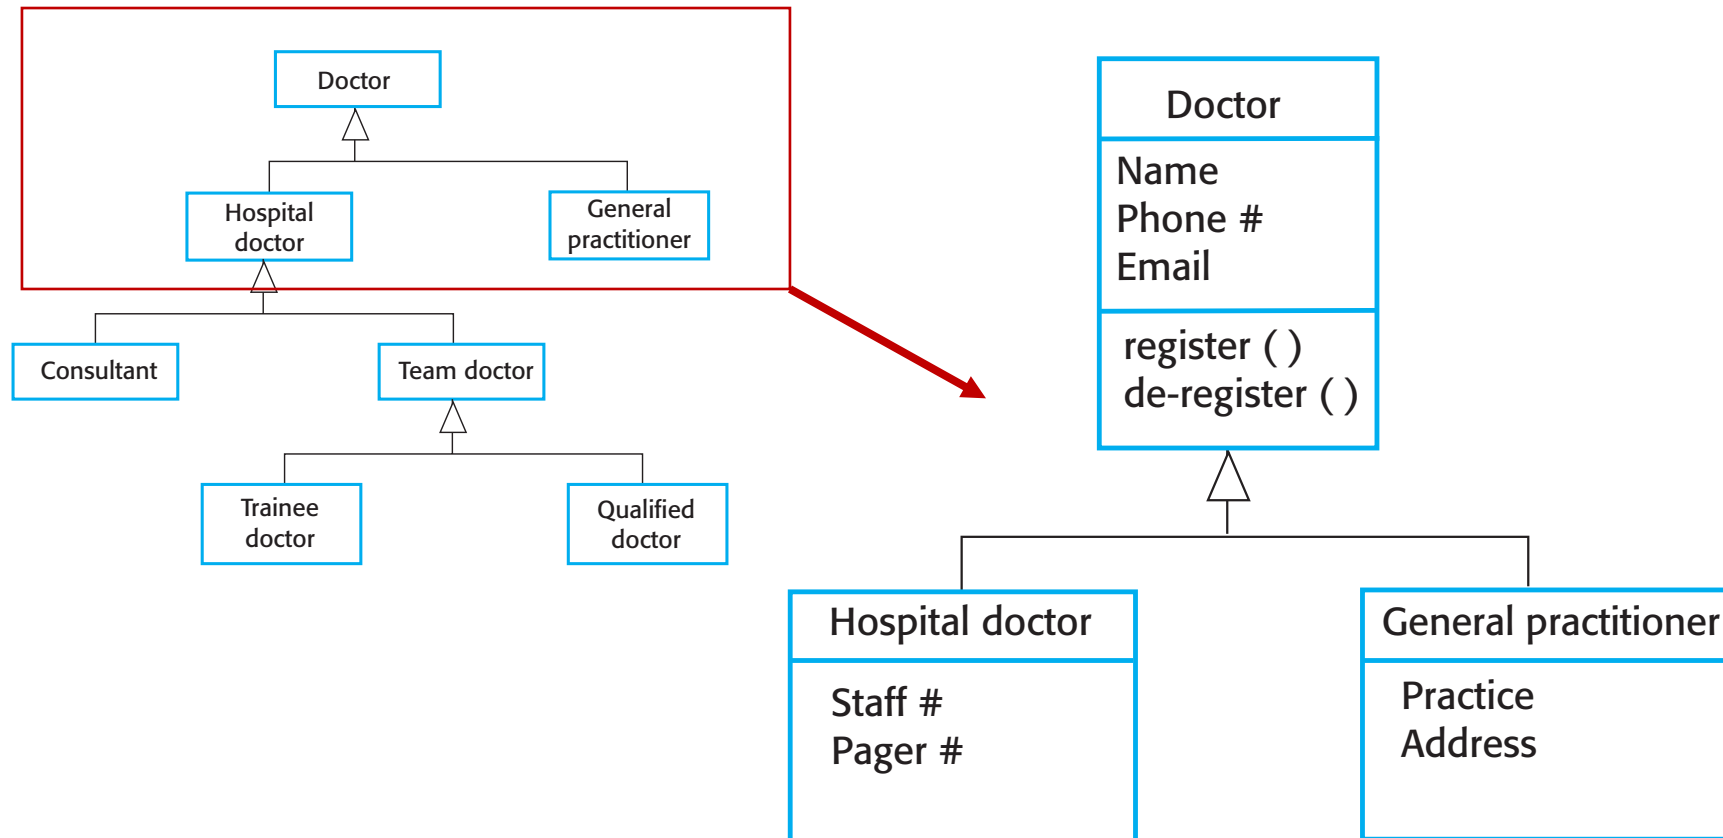 Doctor
Hospital
doctor
General
practitioner
Consultant
Team doctor
Trainee
doctor
Qualified
doctor
Doctor
Name
Phone #
Email
register ( )
de-register ( )
Hospital doctor
Staff #
Pager #
General practitioner
Practice
Address